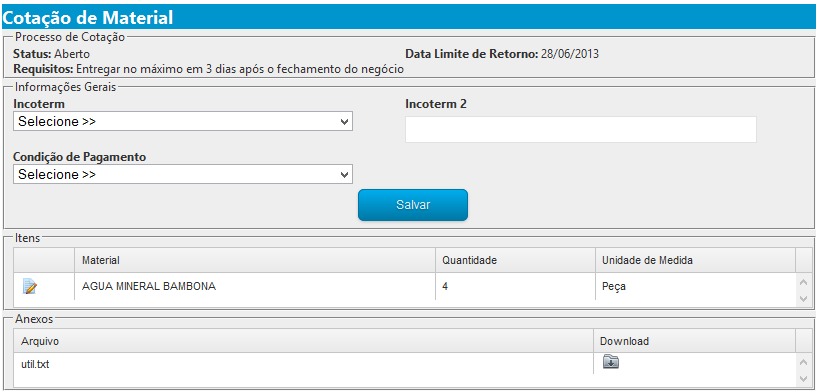 Cotação de Material
Processo de Cotação
Status: Aberto Data Limite de Retorno: 28/06/2013
Requisitos: Entregar no máximo em 3 dias após o fechamento do negócio
Informações Gerais
Incoterm Incoterm 2
Selecione >>
Condição de Pagamento
Selecione >>
Salvar
Itens
Material Quantidade Unidade de Medida
AGUA MINERAL BAMBONA 4 Peça
Anexos
Arquivo Download
util.txt